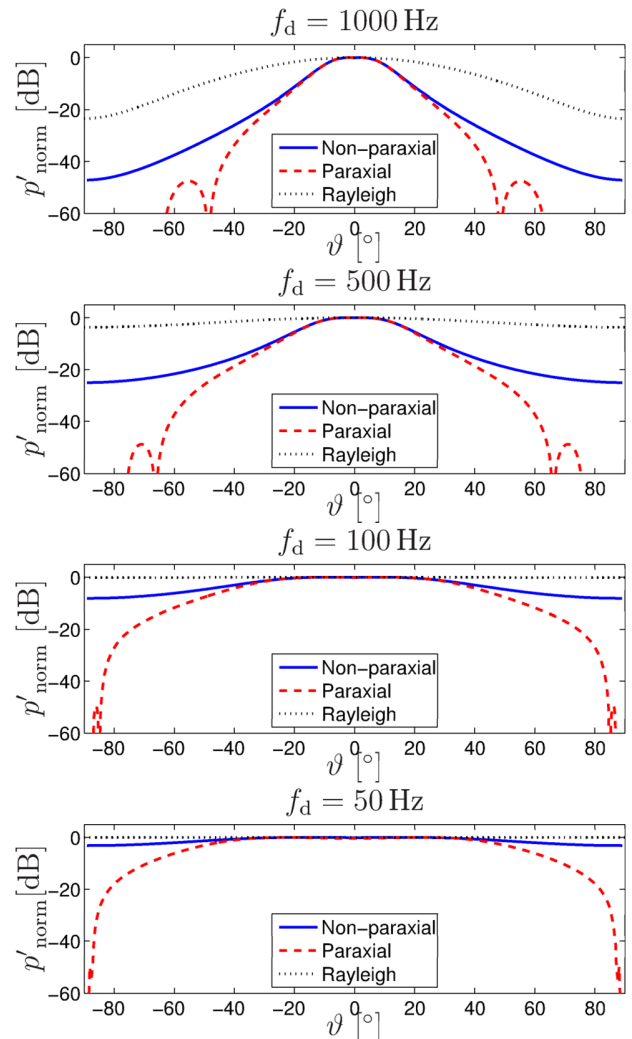 f_d = 1000 Hz
p′_norm [dB]
0
−20
−40
−60
Non−paraxial
Paraxial
Rayleigh
−80 −60 −40 −20 0 20 40 60 80
ϑ [°]
f_d = 500 Hz
p′_norm [dB]
0
−20
−40
−60
Non−paraxial
Paraxial
Rayleigh
−80 −60 −40 −20 0 20 40 60 80
ϑ [°]
f_d = 100 Hz
p′_norm [dB]
0
−20
−40
−60
Non−paraxial
Paraxial
Rayleigh
−80 −60 −40 −20 0 20 40 60 80
ϑ [°]
f_d = 50 Hz
p′_norm [dB]
0
−20
−40
−60
Non−paraxial
Paraxial
Rayleigh
−80 −60 −40 −20 0 20 40 60 80
ϑ [°]